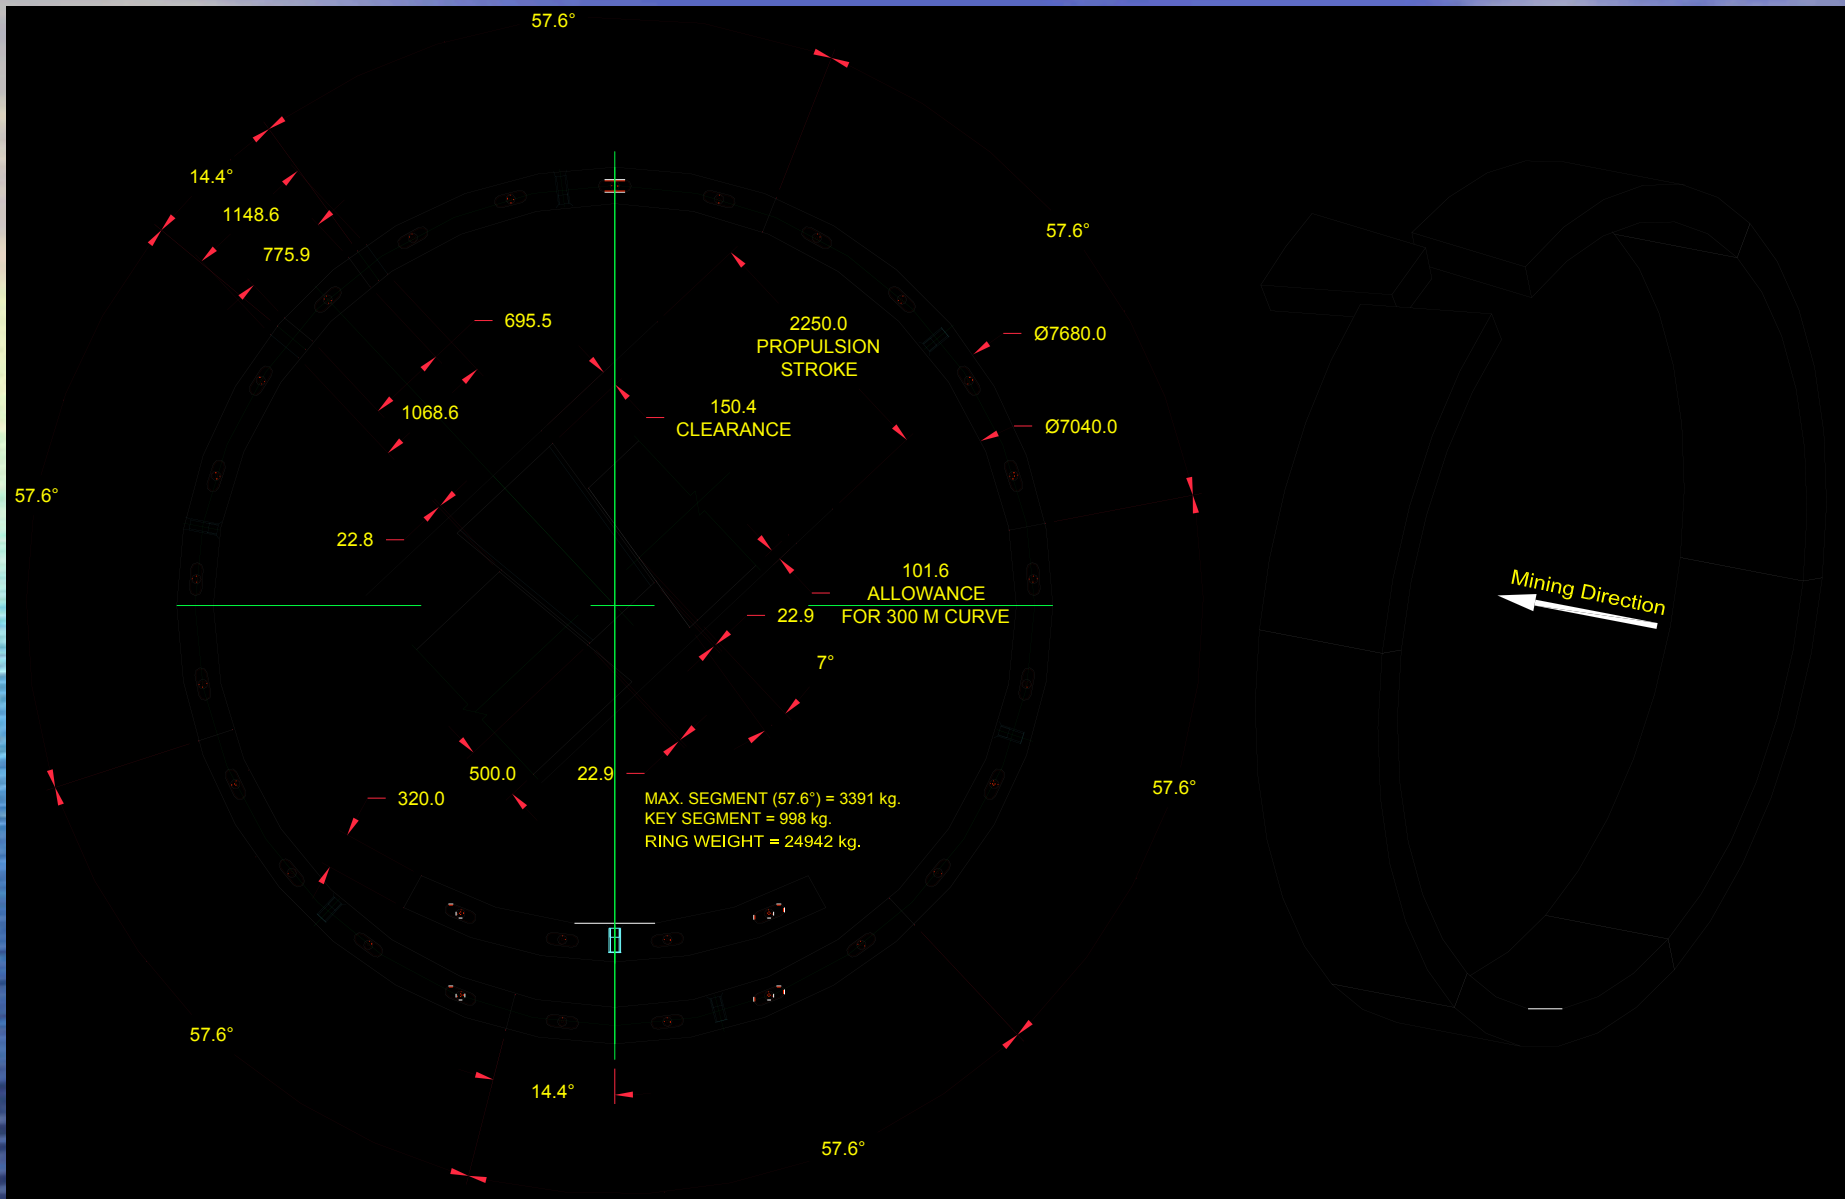 57.6°
14.4°
1148.6
775.9
57.6°
695.5
2250.0
PROPULSION
STROKE
Ø7680.0
1068.6
150.4
CLEARANCE
Ø7040.0
57.6°
22.8
101.6
ALLOWANCE
FOR 300 M CURVE
22.9
7°
Mining Direction
500.0
22.9
320.0
57.6°
MAX. SEGMENT (57.6°) = 3391 kg.
KEY SEGMENT = 998 kg.
RING WEIGHT = 24942 kg.
57.6°
14.4°
57.6°